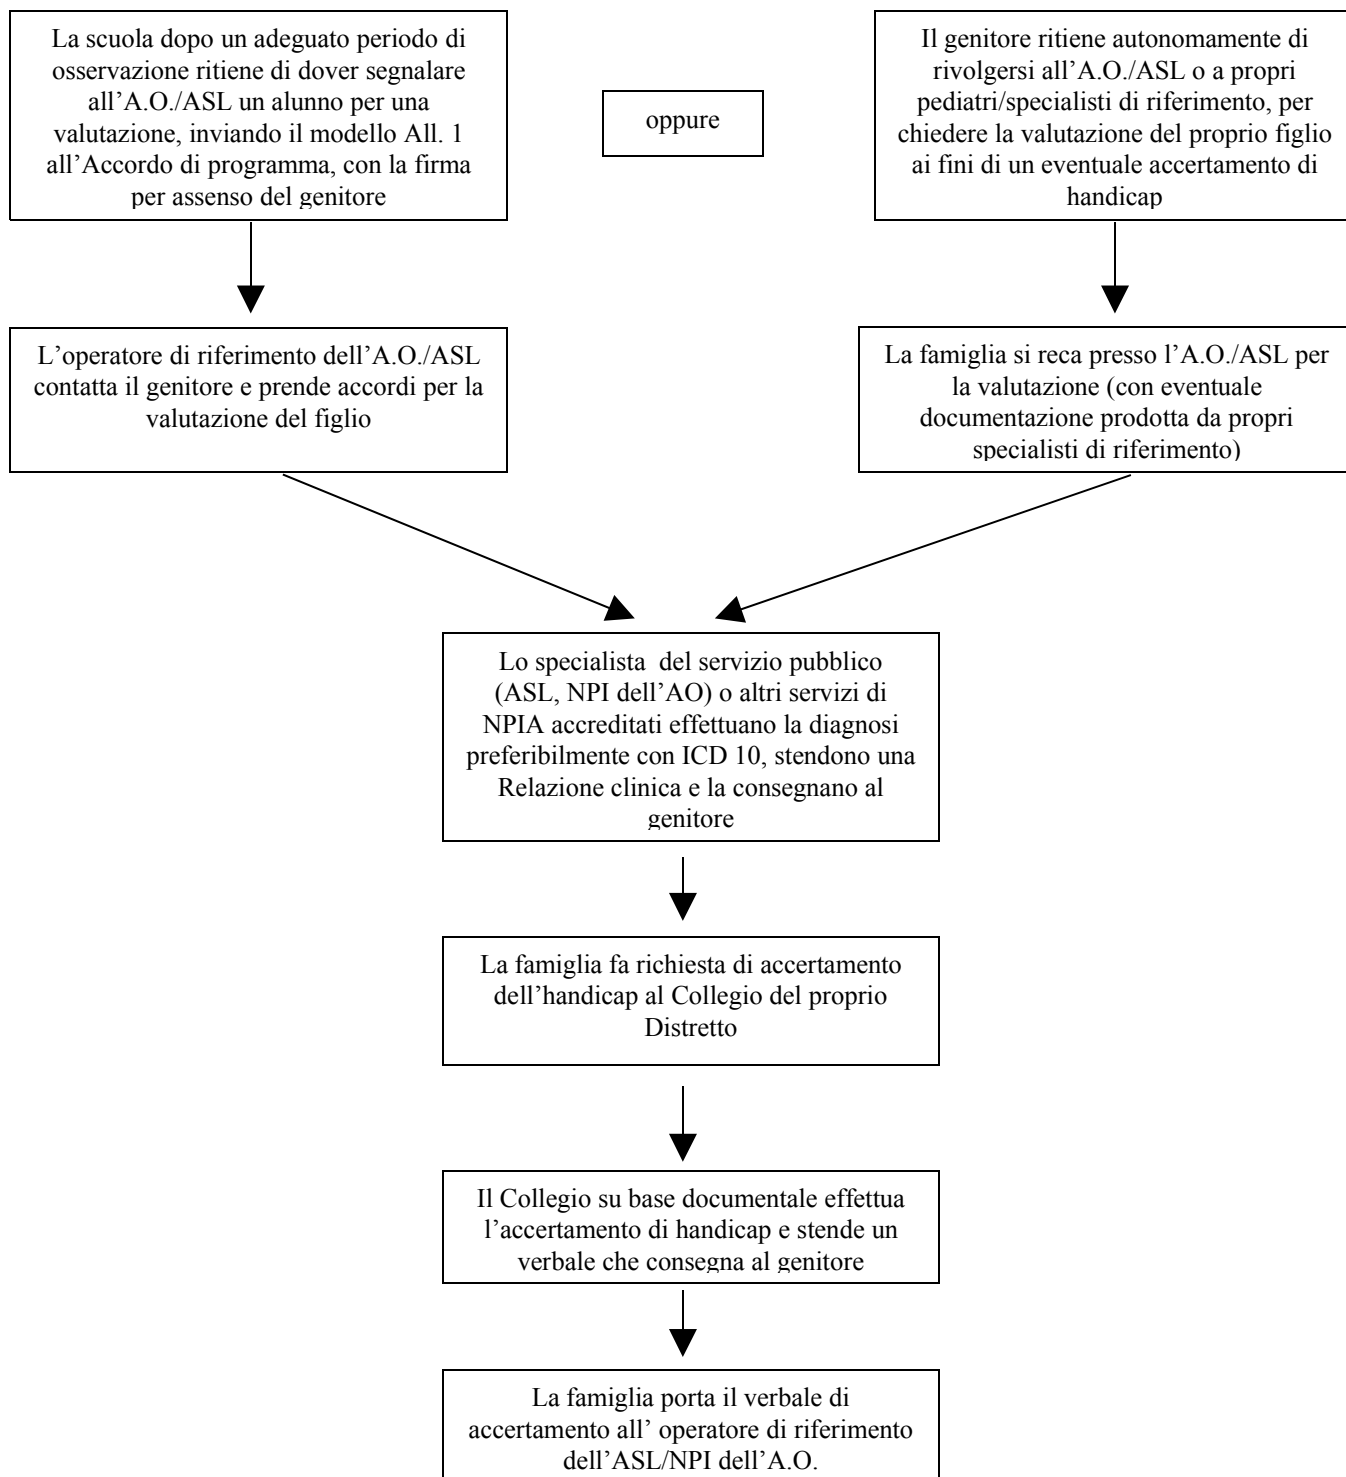 La scuola dopo un adeguato periodo di
osservazione ritiene di dover segnalare
all’A.O./ASL un alunno per una
valutazione, inviando il modello All. 1
all’Accordo di programma, con la firma
per assenso del genitore
oppure
Il genitore ritiene autonomamente di
rivolgersi all’A.O./ASL o a propri
pediatri/specialisti di riferimento, per
chiedere la valutazione del proprio figlio
ai fini di un eventuale accertamento di
handicap
L’operatore di riferimento dell’A.O./ASL
contatta il genitore e prende accordi per la
valutazione del figlio
La famiglia si reca presso l’A.O./ASL per
la valutazione (con eventuale
documentazione prodotta da propri
specialisti di riferimento)
Lo specialista del servizio pubblico
(ASL, NPI dell’AO) o altri servizi di
NPIA accreditati effettuano la diagnosi
preferibilmente con ICD 10, stendono una
Relazione clinica e la consegnano al
genitore
La famiglia fa richiesta di accertamento
dell’handicap al Collegio del proprio
Distretto
Il Collegio su base documentale effettua
l’accertamento di handicap e stende un
verbale che consegna al genitore
La famiglia porta il verbale di
accertamento all’ operatore di riferimento
dell’ASL/NPI dell’A.O.